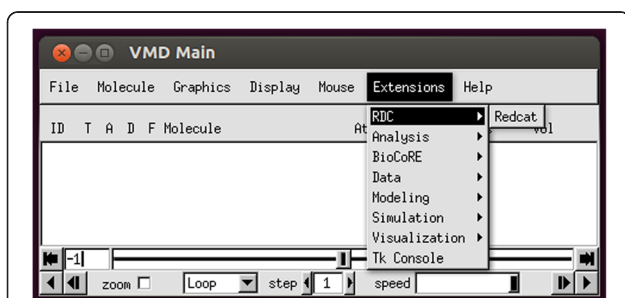 VMD Main
File Molecule Graphics Display Mouse Extensions Help
ID T A D F Molecule At Vol
RDC Redcat
Analysis
BioCoRE
Data
Modeling
Simulation
Visualization
Tk Console
-1
zoom Loop step 1 speed